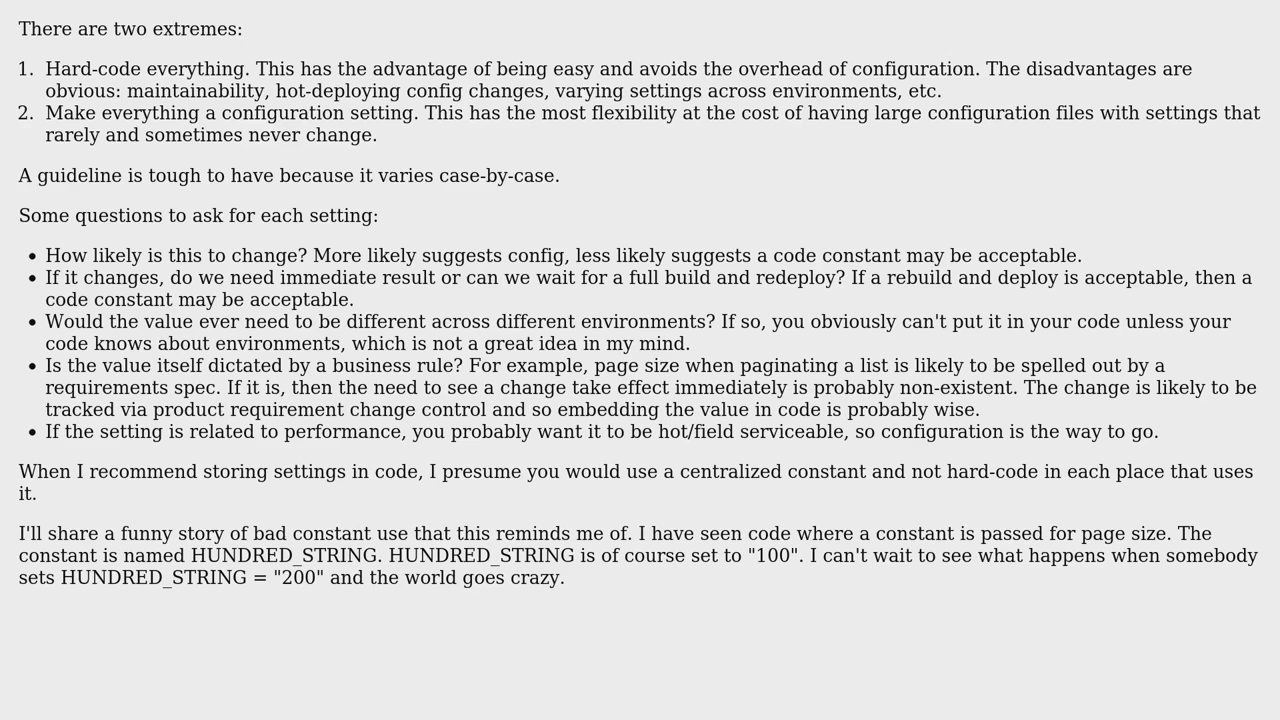 There are two extremes:
1. Hard-code everything. This has the advantage of being easy and avoids the overhead of configuration. The disadvantages are
obvious: maintainability, hot-deploying config changes, varying settings across environments, etc.
2. Make everything a configuration setting. This has the most flexibility at the cost of having large configuration files with settings that
rarely and sometimes never change.
A guideline is tough to have because it varies case-by-case.
Some questions to ask for each setting:
• How likely is this to change? More likely suggests config, less likely suggests a code constant may be acceptable.
• If it changes, do we need immediate result or can we wait for a full build and redeploy? If a rebuild and deploy is acceptable, then a
code constant may be acceptable.
• Would the value ever need to be different across different environments? If so, you obviously can't put it in your code unless your
code knows about environments, which is not a great idea in my mind.
• Is the value itself dictated by a business rule? For example, page size when paginating a list is likely to be spelled out by a
requirements spec. If it is, then the need to see a change take effect immediately is probably non-existent. The change is likely to be
tracked via product requirement change control and so embedding the value in code is probably wise.
• If the setting is related to performance, you probably want it to be hot/field serviceable, so configuration is the way to go.
When I recommend storing settings in code, I presume you would use a centralized constant and not hard-code in each place that uses
it.
I'll share a funny story of bad constant use that this reminds me of. I have seen code where a constant is passed for page size. The
constant is named HUNDRED_STRING. HUNDRED_STRING is of course set to "100". I can't wait to see what happens when somebody
sets HUNDRED_STRING = "200" and the world goes crazy.